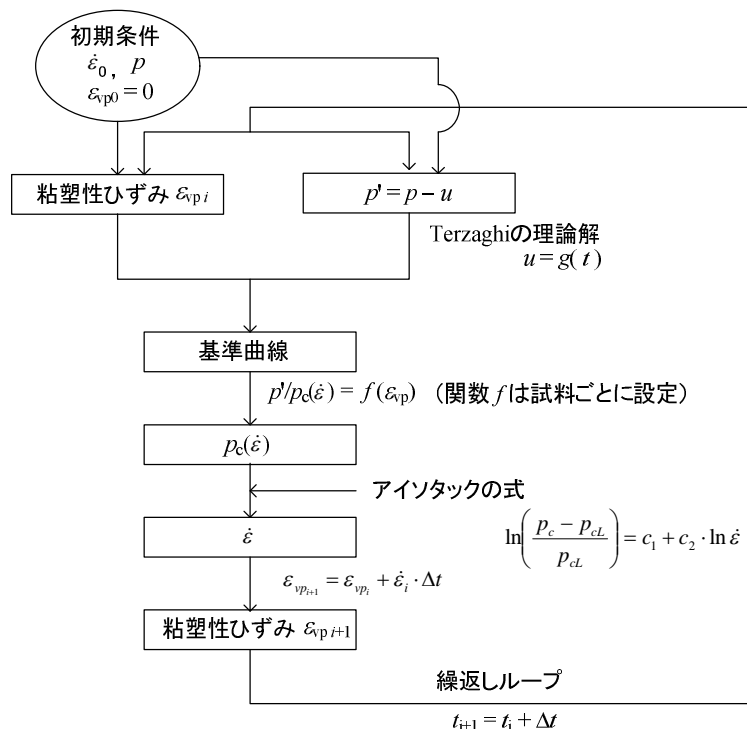 初期条件
ε̇₀, p
εvp0 = 0
粘塑性ひずみ εvp i
p' = p − u
Terzaghiの理論解
u = g(t)
基準曲線
p'/pc(ε̇) = f(εvp) (関数 f は試料ごとに設定)
pc(ε̇)
アイソタックの式
ε̇
ln((pc − pcL)/pcL) = c₁ + c₂・ln ε̇
εvpi+1 = εvpi + ε̇i・Δt
粘塑性ひずみ εvp i+1
繰返しループ
ti+1 = ti + Δt